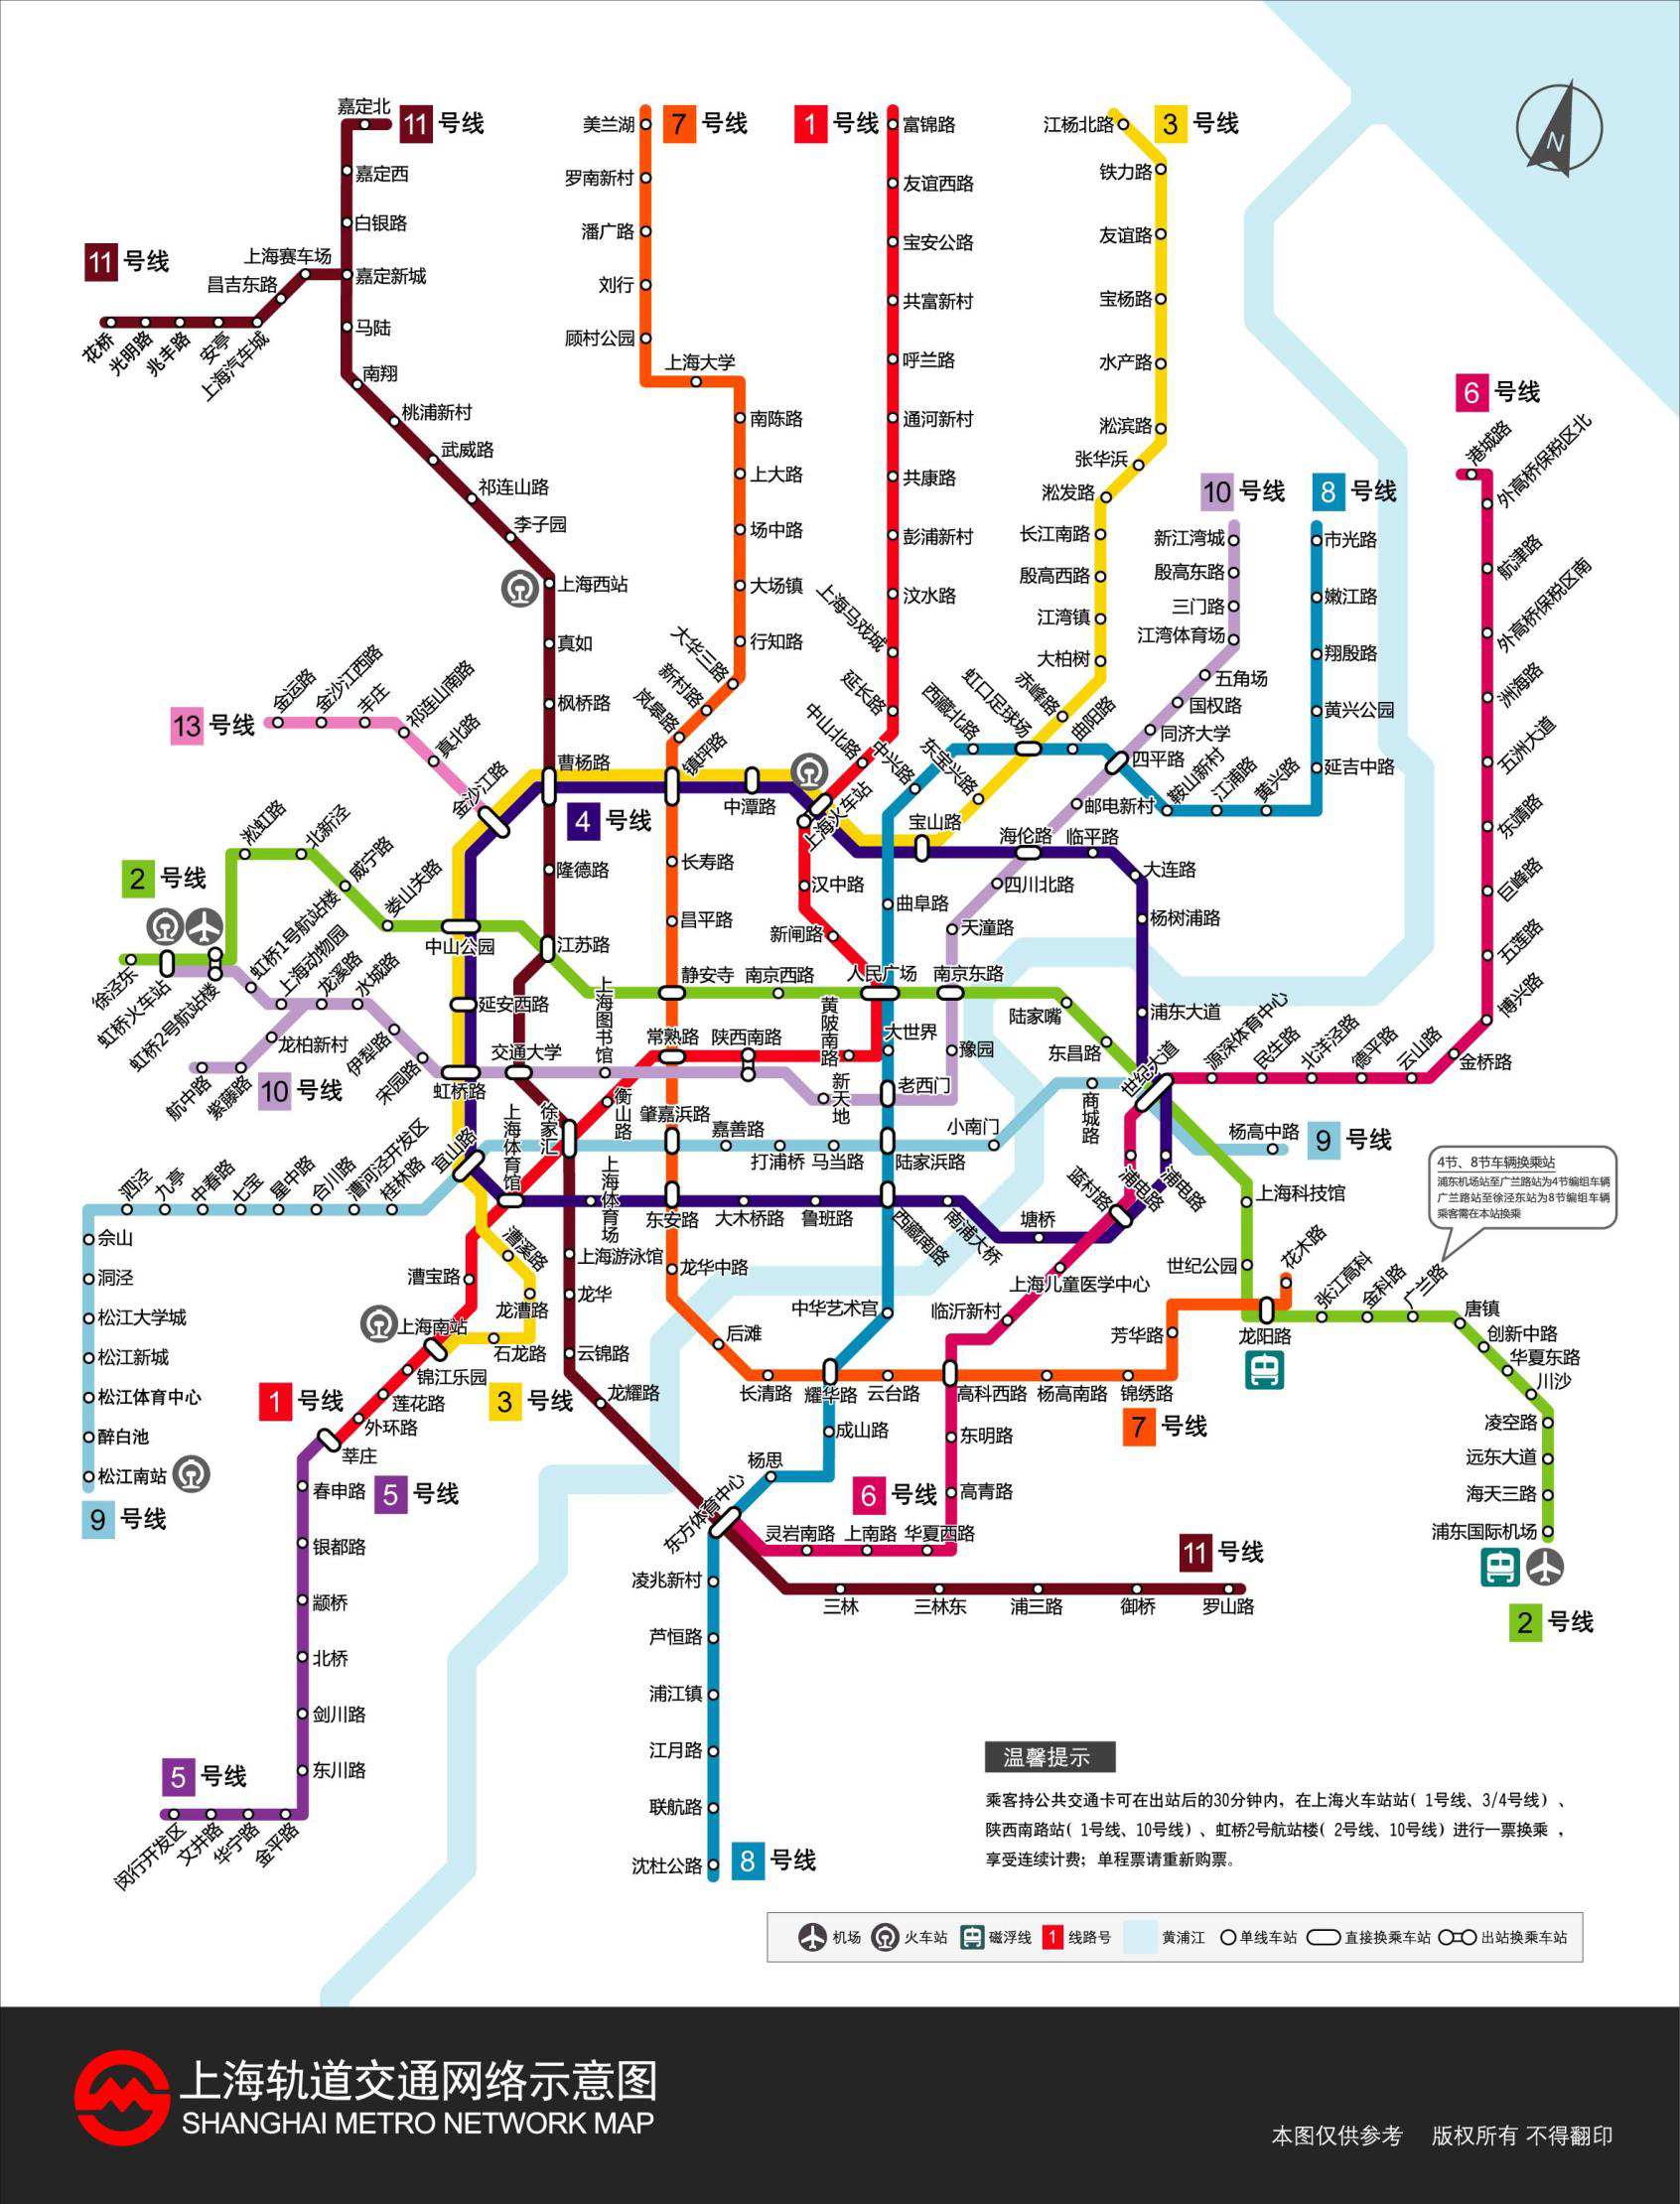 嘉定北
11 号线
嘉定西
白银路
上海赛车场
嘉定新城
昌吉东路
11 号线
花桥
光明路
兆丰路
安亭
上海汽车城
马陆
南翔
桃浦新村
武威路
祁连山路
李子园
上海西站
真如
枫桥路
曹杨路
隆德路
江苏路
交通大学
徐家汇
上海游泳馆
龙华
云锦路
龙耀路
东方体育中心
三林
三林东
浦三路
御桥
罗山路
11 号线
7 号线
美兰湖
罗南新村
潘广路
刘行
顾村公园
上海大学
南陈路
上大路
场中路
大场镇
行知路
大华三路
新村路
岚皋路
镇坪路
长寿路
昌平路
静安寺
常熟路
肇嘉浜路
东安路
龙华中路
后滩
长清路
耀华路
云台路
高科西路
杨高南路
锦绣路
芳华路
龙阳路
花木路
7 号线
1 号线
富锦路
友谊西路
宝安公路
共富新村
呼兰路
通河新村
共康路
彭浦新村
汶水路
上海马戏城
延长路
中山北路
上海火车站
汉中路
新闸路
人民广场
黄陂南路
陕西南路
衡山路
上海体育馆
漕宝路
上海南站
锦江乐园
莲花路
外环路
莘庄
1 号线
3 号线
江杨北路
铁力路
友谊路
宝杨路
水产路
淞滨路
张华浜
淞发路
长江南路
殷高西路
江湾镇
大柏树
赤峰路
虹口足球场
东宝兴路
宝山路
中潭路
金沙江路
中山公园
延安西路
虹桥路
宜山路
漕溪路
龙漕路
石龙路
3 号线
4 号线
海伦路
临平路
大连路
杨树浦路
浦东大道
世纪大道
浦电路
浦电路
蓝村路
塘桥
南浦大桥
西藏南路
鲁班路
大木桥路
上海体育场
10 号线
新江湾城
殷高东路
三门路
江湾体育场
五角场
国权路
同济大学
四平路
邮电新村
四川北路
天潼路
南京东路
豫园
老西门
新天地
上海图书馆
宋园路
伊犁路
水城路
龙溪路
上海动物园
虹桥1号航站楼
虹桥2号航站楼
虹桥火车站
龙柏新村
紫藤路
航中路
10 号线
8 号线
市光路
嫩江路
翔殷路
黄兴公园
延吉中路
黄兴路
江浦路
鞍山新村
曲阳路
西藏北路
中兴路
曲阜路
大世界
陆家浜路
中华艺术宫
成山路
杨思
凌兆新村
芦恒路
浦江镇
江月路
联航路
沈杜公路
8 号线
6 号线
港城路
外高桥保税区北
航津路
外高桥保税区南
洲海路
五洲大道
东靖路
巨峰路
五莲路
博兴路
金桥路
云山路
德平路
北洋泾路
民生路
源深体育中心
上海儿童医学中心
临沂新村
东明路
高青路
华夏西路
上南路
灵岩南路
6 号线
13 号线
金运路
金沙江西路
丰庄
祁连山南路
真北路
2 号线
徐泾东
淞虹路
北新泾
威宁路
娄山关路
南京西路
陆家嘴
东昌路
上海科技馆
世纪公园
张江高科
金科路
广兰路
唐镇
创新中路
华夏东路
川沙
凌空路
远东大道
海天三路
浦东国际机场
2 号线
9 号线
杨高中路
商城路
小南门
马当路
打浦桥
嘉善路
桂林路
漕河泾开发区
合川路
星中路
七宝
中春路
九亭
泗泾
佘山
洞泾
松江大学城
松江新城
松江体育中心
醉白池
松江南站
9 号线
5 号线
春申路
银都路
颛桥
北桥
剑川路
东川路
金平路
华宁路
文井路
闵行开发区
5 号线
4节、8节车辆换乘站
浦东机场站至广兰路站为4节编组车辆
广兰路站至徐泾东站为8节编组车辆
乘客需在本站换乘
N
温馨提示
乘客持公共交通卡可在出站后的30分钟内，在上海火车站站( 1号线、3/4号线) 、
陕西南路站( 1号线、10号线) 、虹桥2号航站楼( 2号线、10号线) 进行一票换乘 ，
享受连续计费；单程票请重新购票。
机场 火车站 磁浮线 1 线路号 黄浦江 单线车站 直接换乘车站 出站换乘车站
上海轨道交通网络示意图
SHANGHAI METRO NETWORK MAP
本图仅供参考 版权所有 不得翻印